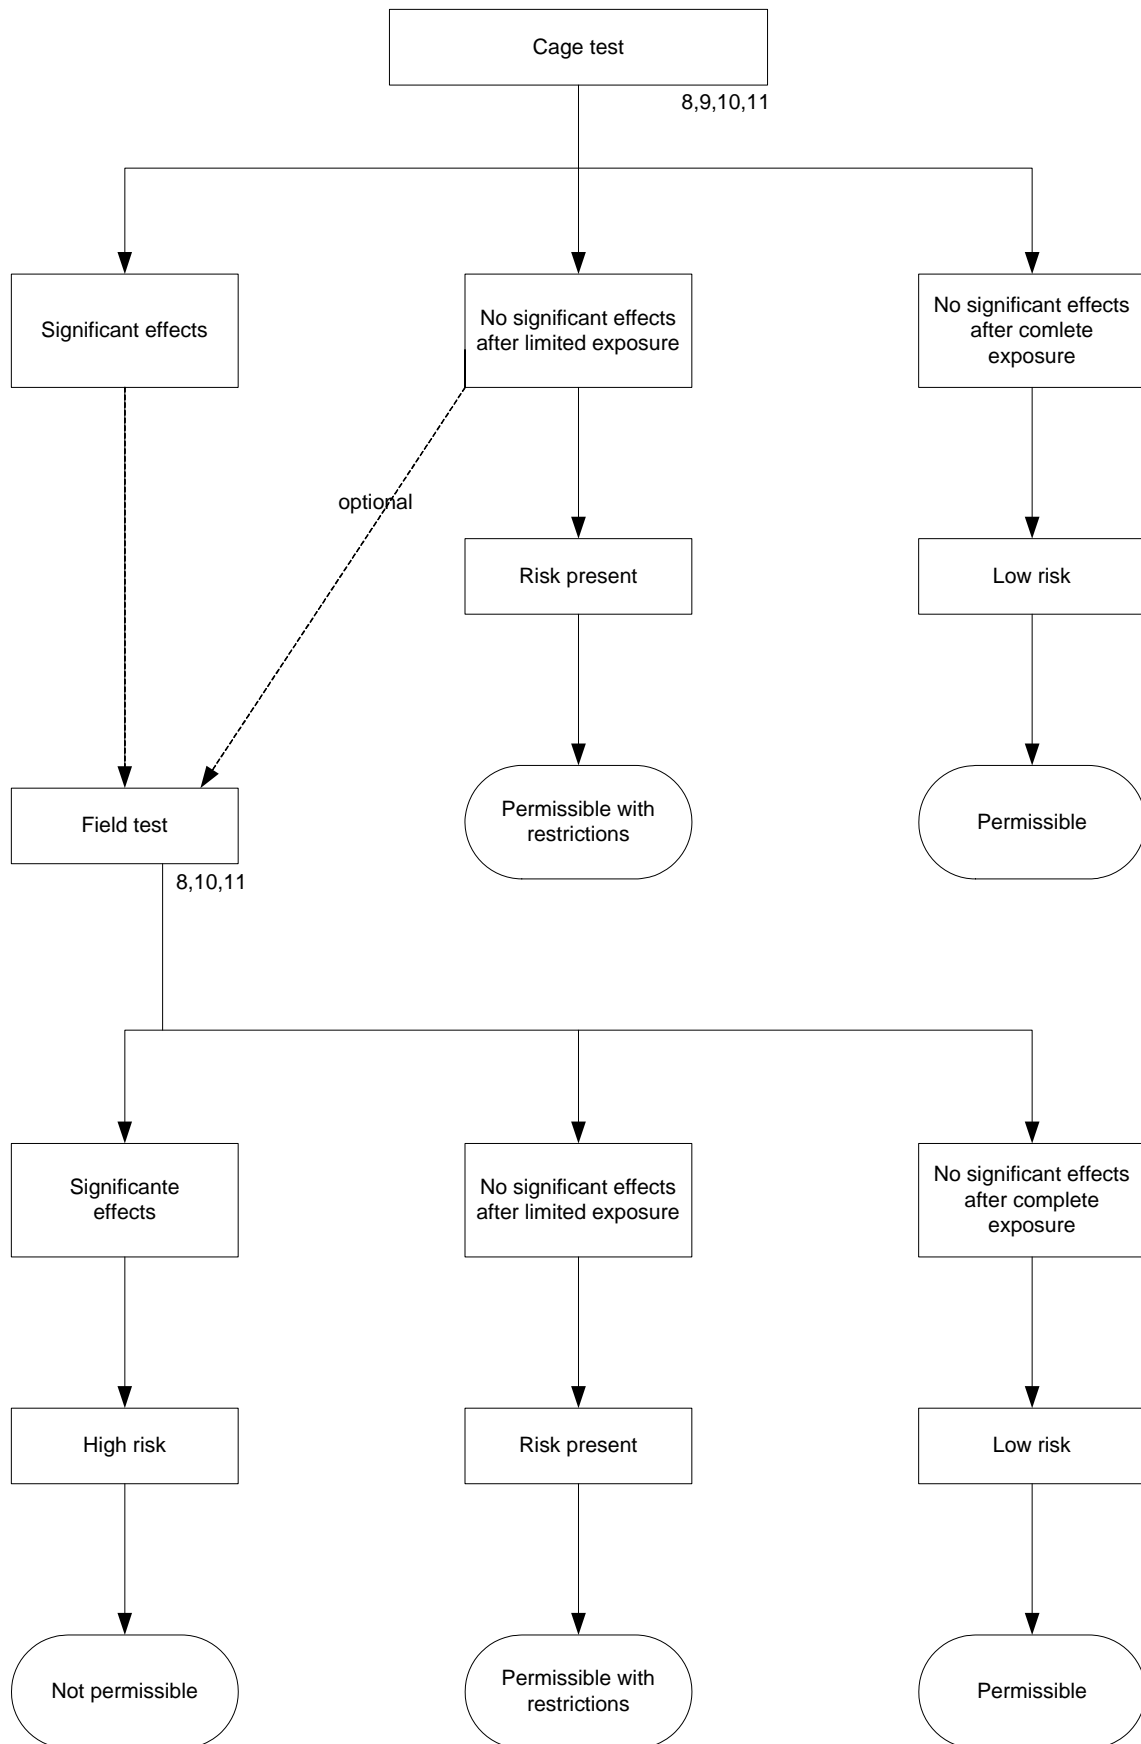 Cage test
8,9,10,11
Significant effects
No significant effects
after limited exposure
No significant effects
after comlete
exposure
optional
Risk present
Low risk
Field test
8,10,11
Permissible with
restrictions
Permissible
Significante
effects
No significant effects
after limited exposure
No significant effects
after complete
exposure
High risk
Risk present
Low risk
Not permissible
Permissible with
restrictions
Permissible